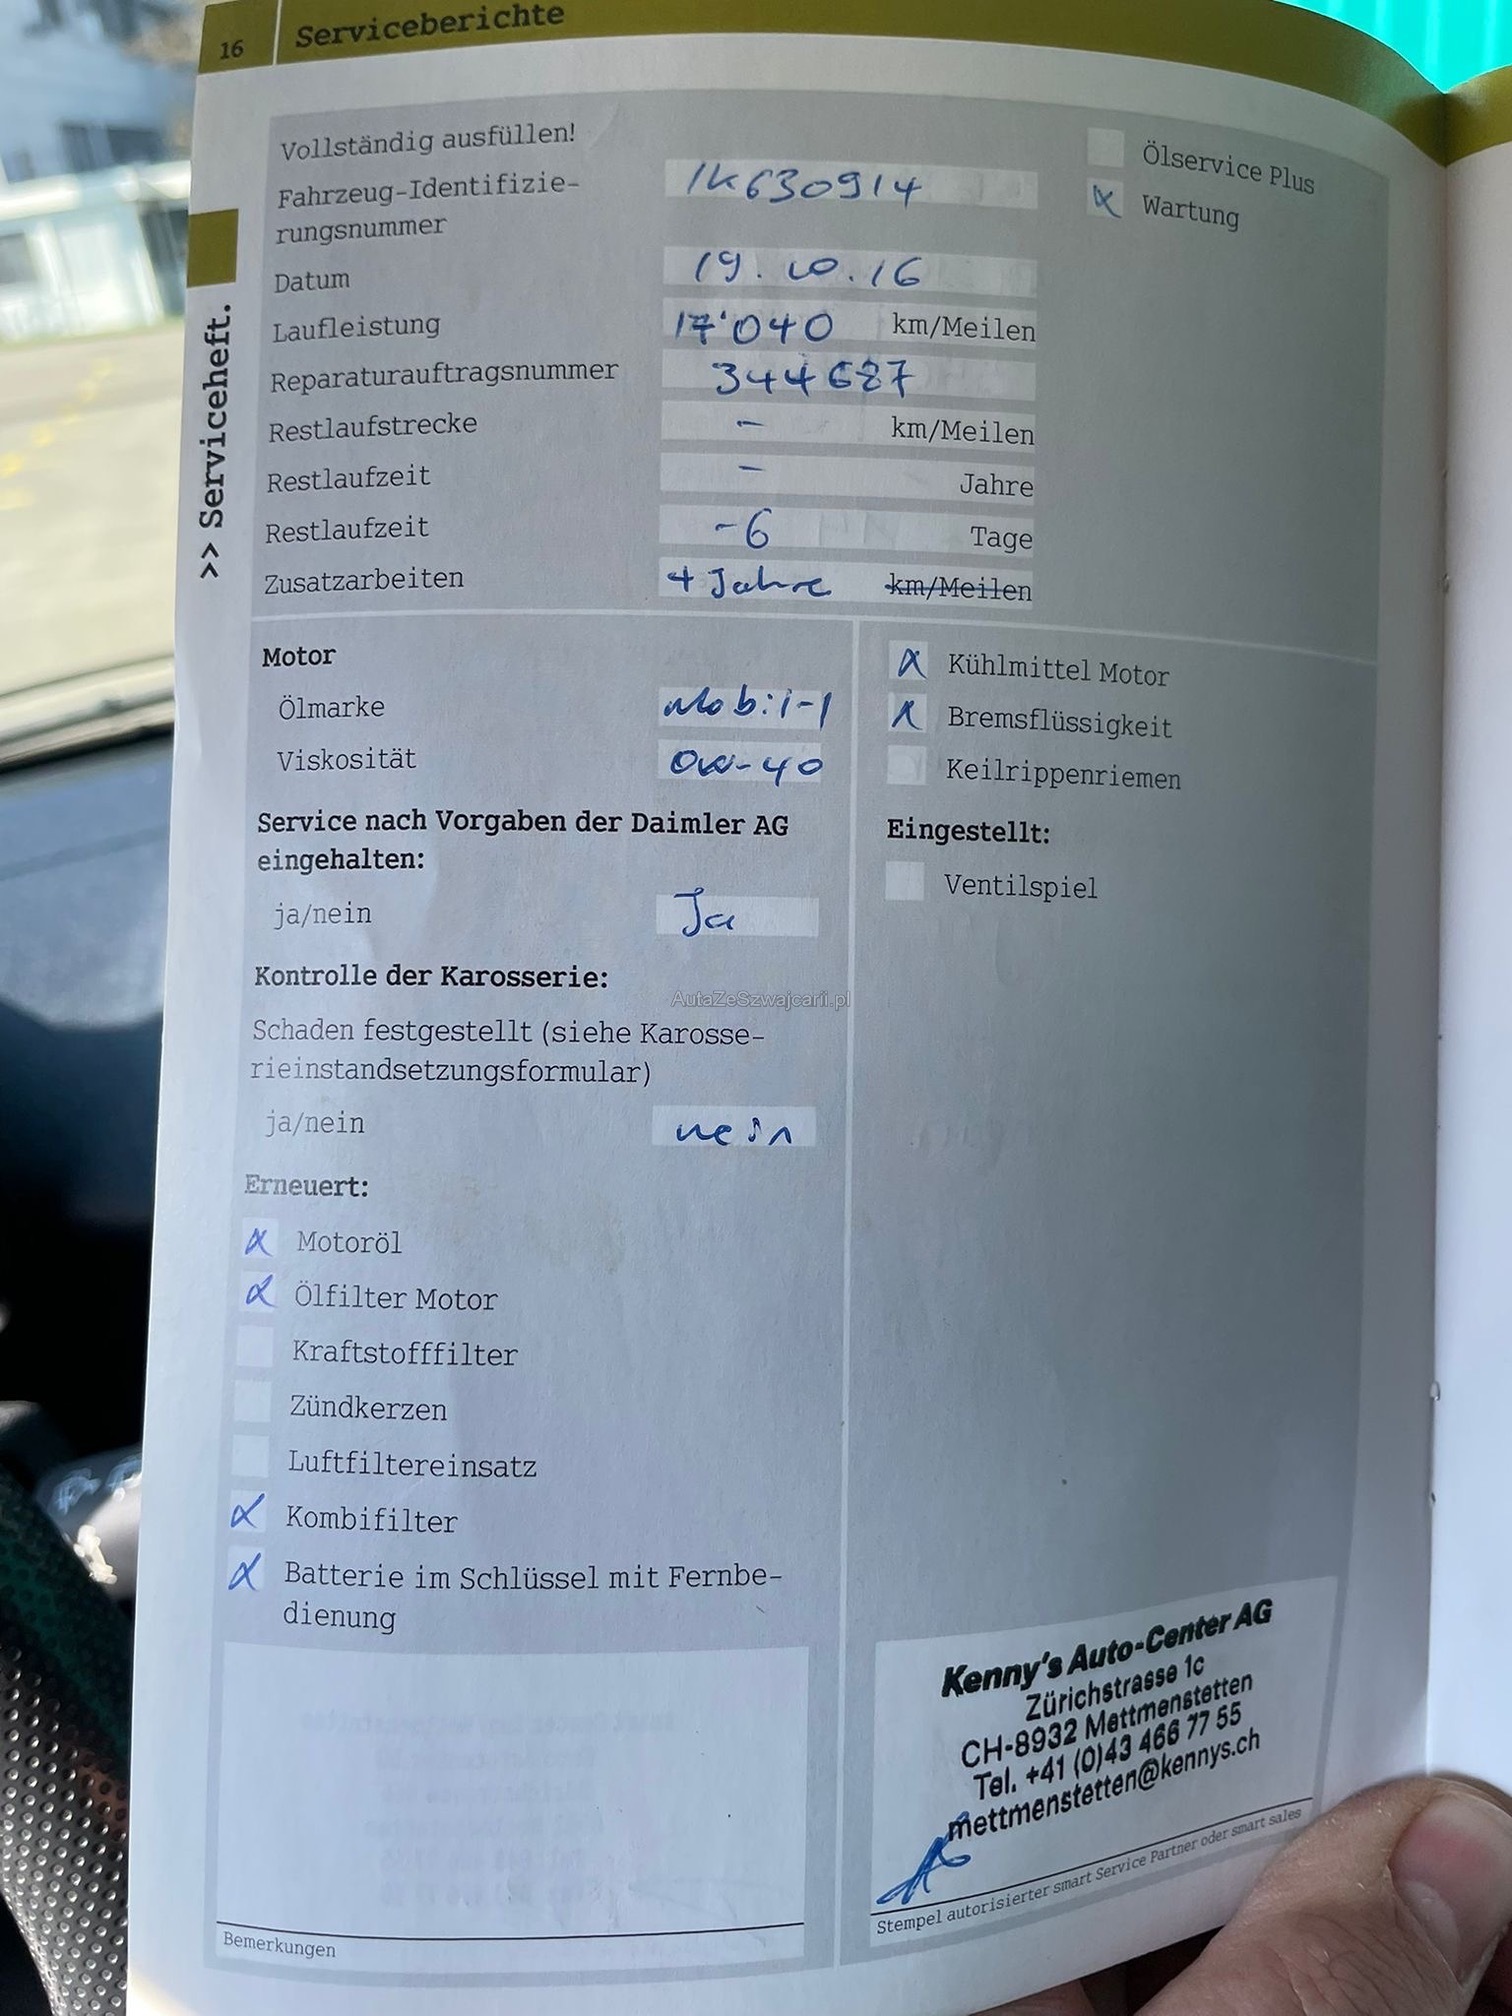 16 Serviceberichte
>> Serviceheft.
Vollständig ausfüllen!
Fahrzeug-Identifizie- 1K630914
rungsnummer
Datum 19.10.16
Laufleistung 17'040 km/Meilen
Reparaturauftragsnummer 344687
Restlaufstrecke - km/Meilen
Restlaufzeit - Jahre
Restlaufzeit -6 Tage
Zusatzarbeiten 4 Jahre km/Meilen
Ölservice Plus
Wartung
Motor
Ölmarke Mobil-1
Viskosität 0W-40
Service nach Vorgaben der Daimler AG
eingehalten:
ja/nein Ja
Kontrolle der Karosserie:
Schaden festgestellt (siehe Karosse-
rieinstandsetzungsformular)
ja/nein nein
Erneuert:
Motoröl
Ölfilter Motor
Kraftstofffilter
Zündkerzen
Luftfiltereinsatz
Kombifilter
Batterie im Schlüssel mit Fernbe-
dienung
Bemerkungen
Kühlmittel Motor
Bremsflüssigkeit
Keilrippenriemen
Eingestellt:
Ventilspiel
AutaZeSzwajcarii.pl
Kenny's Auto-Center AG
Zürichstrasse 1c
CH-8932 Mettmenstetten
Tel. +41 (0)43 466 77 55
mettmenstetten@kennys.ch
Stempel autorisierter smart Service Partner oder smart sales